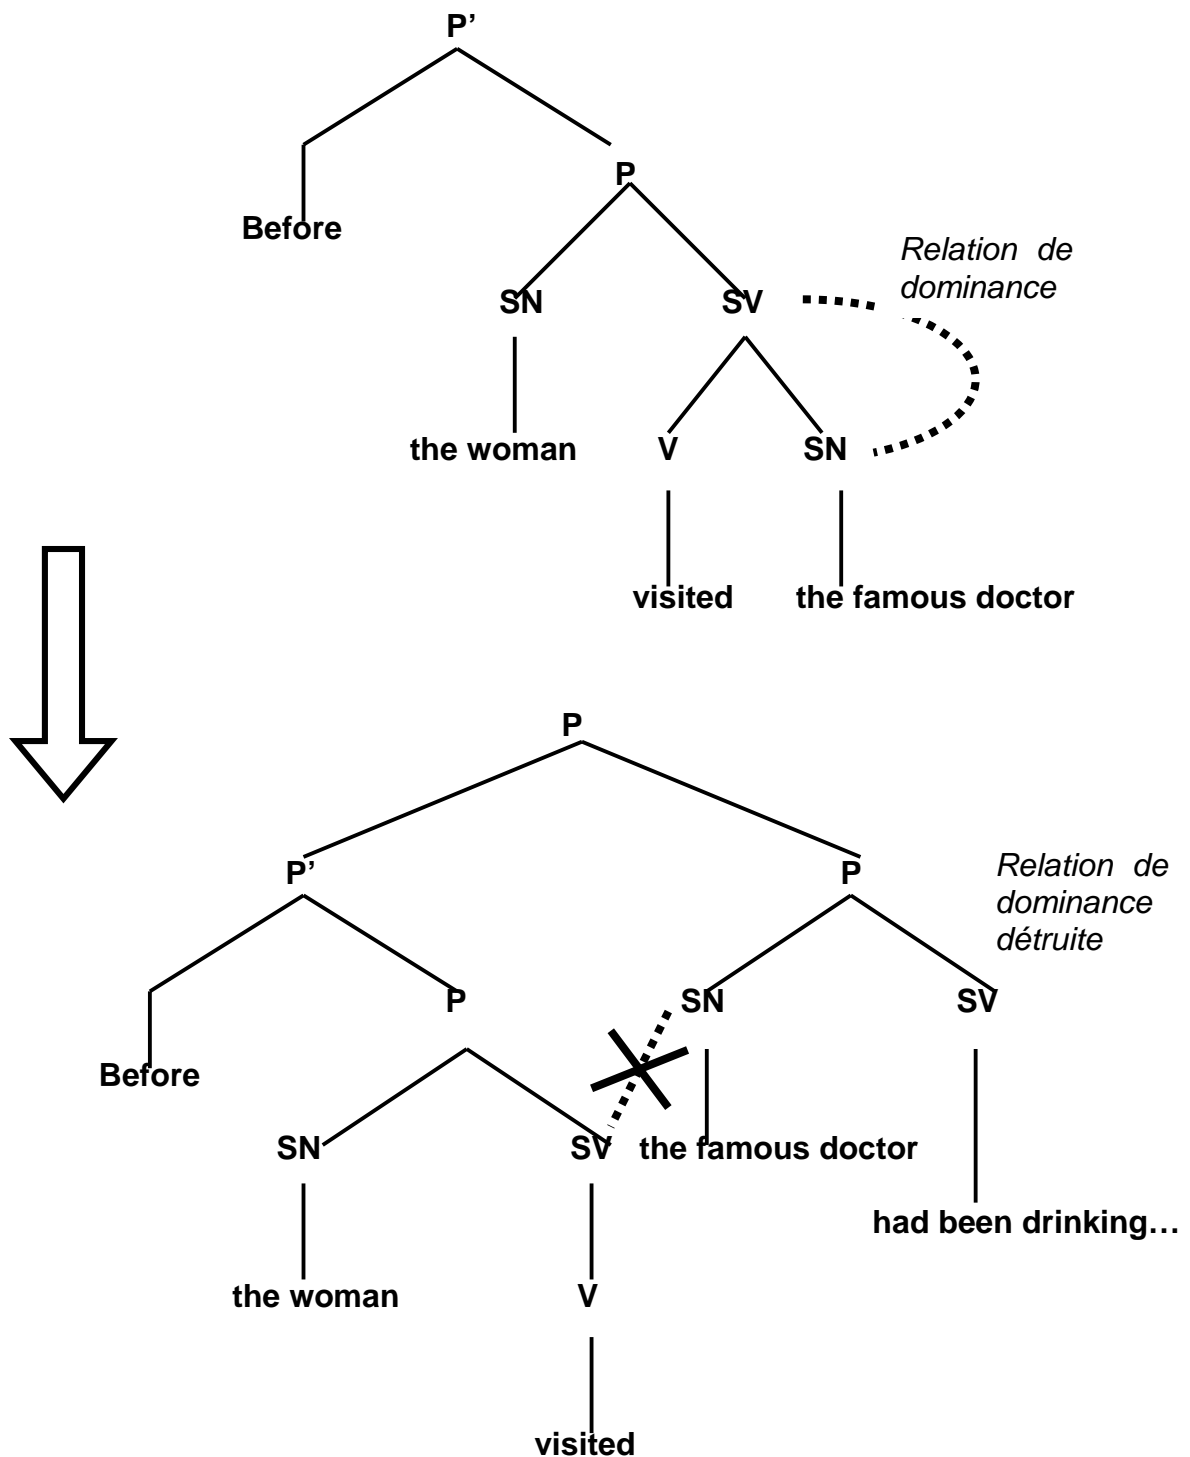 P’
P
Before
Relation de
dominance
SN
SV
the woman
V
SN
visited
the famous doctor
P
P’
P
Relation de
dominance
détruite
P
SN
SV
Before
SN
SV
the famous doctor
had been drinking…
the woman
V
visited